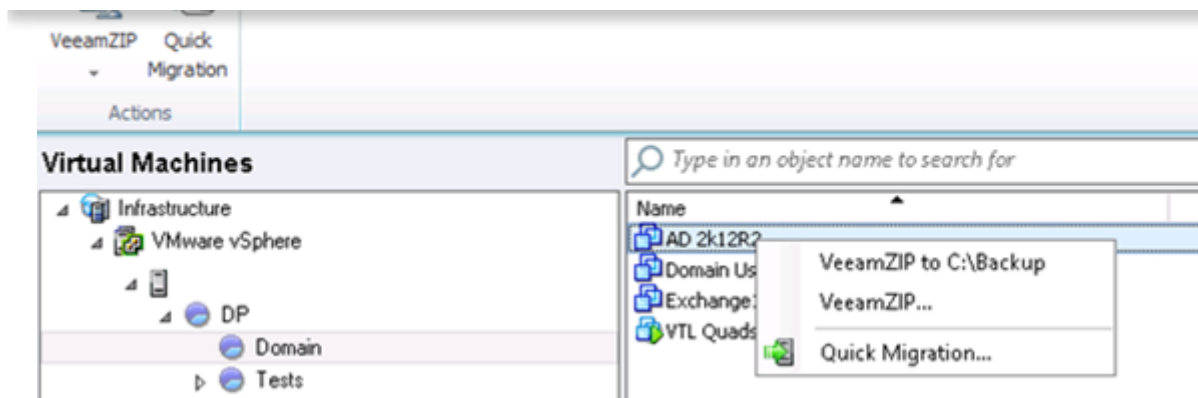 VeeamZIP
Quick
Migration
Actions
Virtual Machines
Type in an object name to search for
Infrastructure
VMware vSphere
DP
Domain
Tests
Name
AD 2k12R2
Domain Us
Exchange
VTL Quads
VeeamZIP to C:\Backup
VeeamZIP...
Quick Migration...